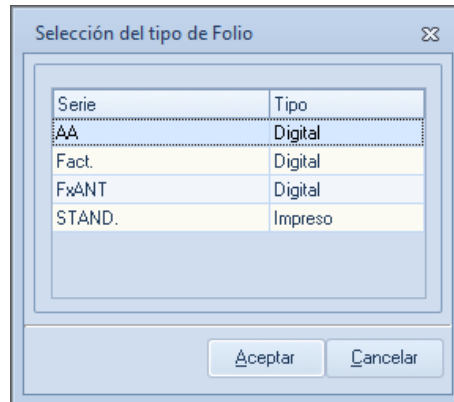 Selección del tipo de Folio
Serie Tipo
AA Digital
Fact. Digital
FxANT Digital
STAND. Impreso
Aceptar Cancelar